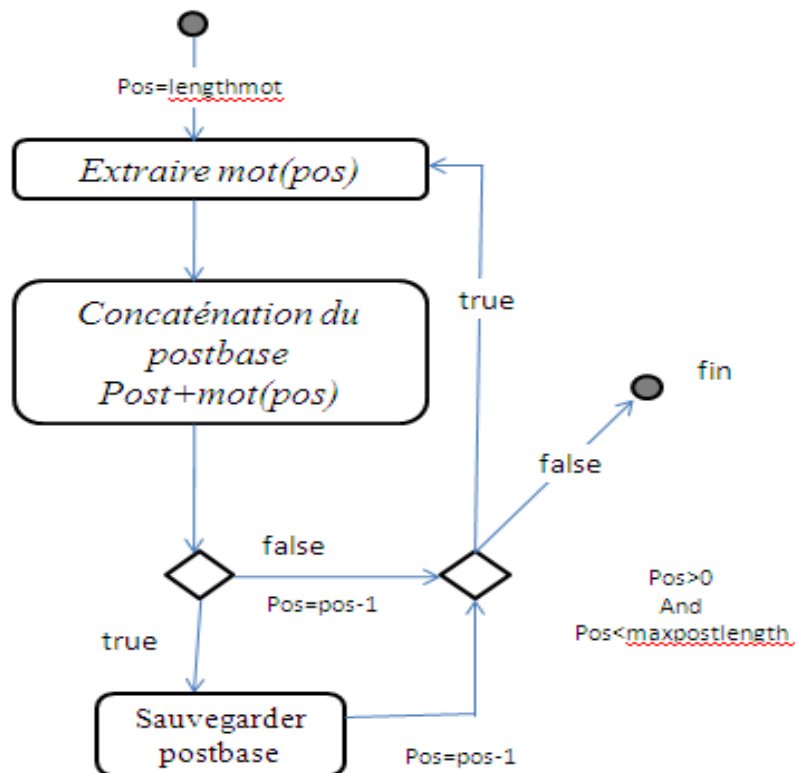 Pos=lengthmot
Extraire mot(pos)
Concaténation du
postbase
Post+mot(pos)
true
fin
false
false
Pos=pos-1
true
Pos>0
And
Pos<maxpostlength
Sauvegarder
postbase
Pos=pos-1